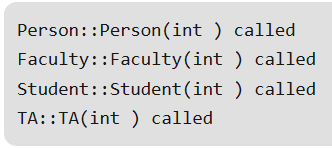 Person::Person(int ) called
Faculty::Faculty(int ) called
Student::Student(int ) called
TA::TA(int ) called